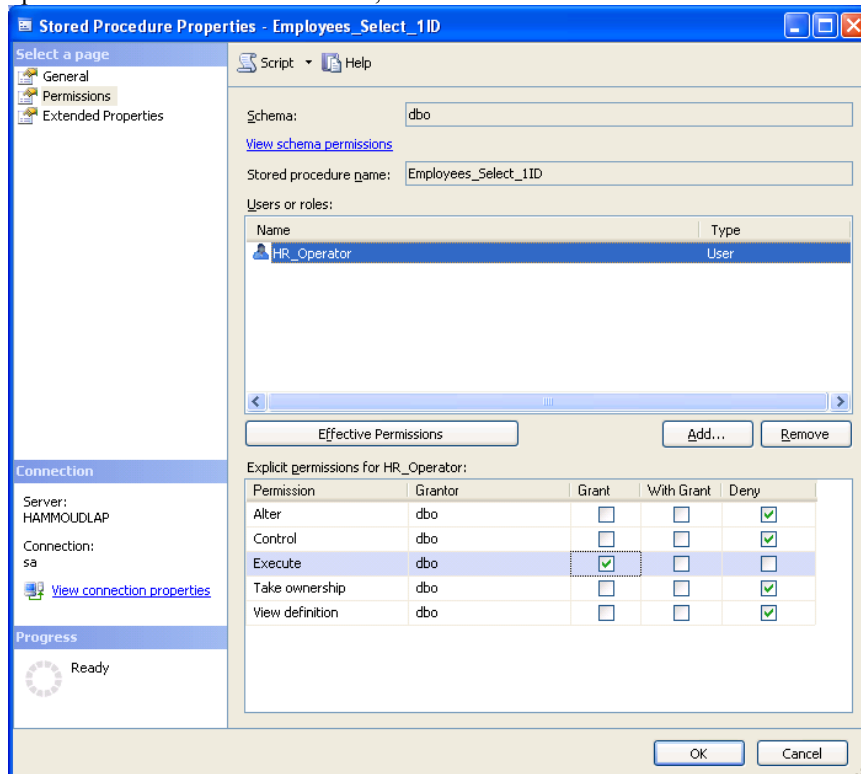 Stored Procedure Properties - Employees_Select_1ID
Select a page
General
Permissions
Extended Properties
Script
Help
Schema:
dbo
View schema permissions
Stored procedure name:
Employees_Select_1ID
Users or roles:
Name Type
HR_Operator User
Effective Permissions
Add...
Remove
Explicit permissions for HR_Operator:
Permission Grantor Grant With Grant Deny
Alter dbo
Control dbo
Execute dbo
Take ownership dbo
View definition dbo
Connection
Server:
HAMMOUDLAP
Connection:
sa
View connection properties
Progress
Ready
OK
Cancel